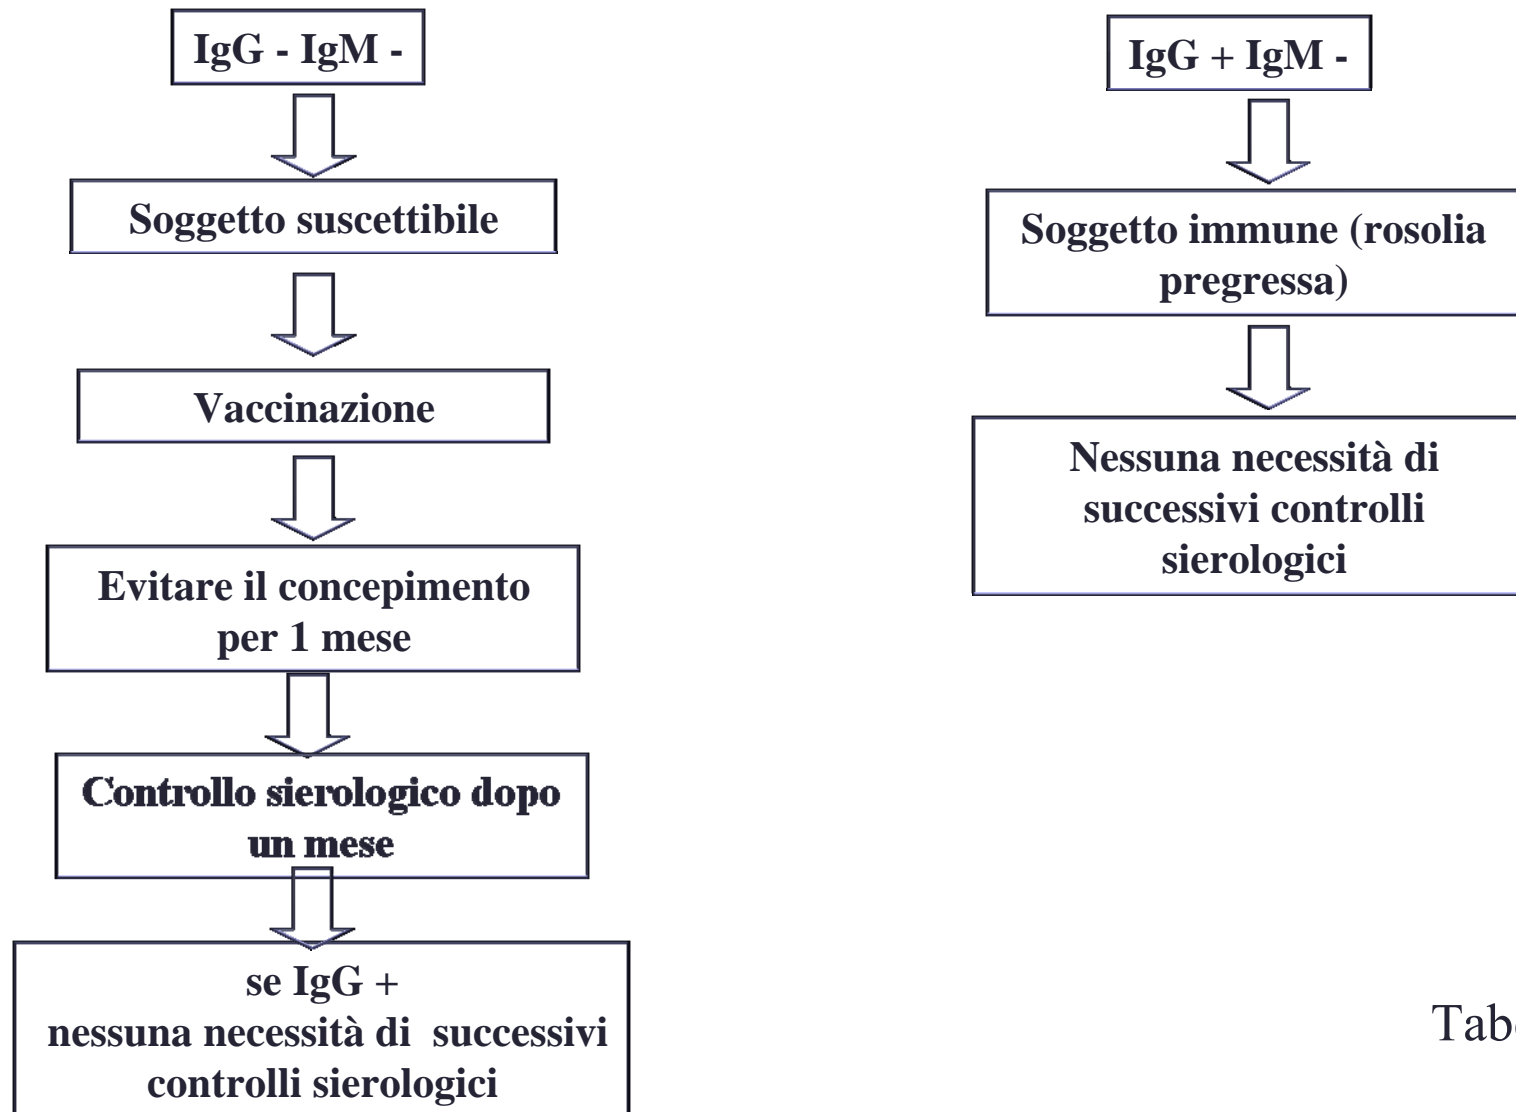 IgG - IgM -
Soggetto suscettibile
Vaccinazione
Evitare il concepimento
per 1 mese
Controllo sierologico dopo
un mese
se IgG +
nessuna necessità di successivi
controlli sierologici
IgG + IgM -
Soggetto immune (rosolia
pregressa)
Nessuna necessità di
successivi controlli
sierologici